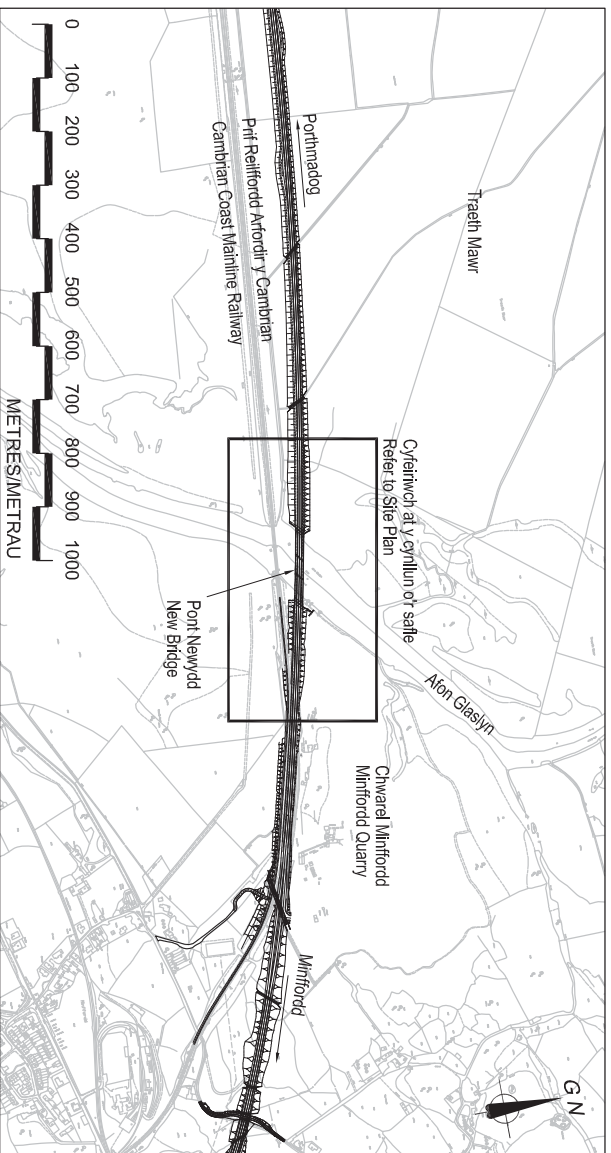 G N
Traeth Mawr
Cyfeiriwch at y cynllun o'r safle
Refer to Site Plan
Afon Glaslyn
Chwarel Minffordd
Minffordd Quarry
Porthmadog
Minffordd
Prif Reilffordd Arfordir y Cambrian
Cambrian Coast Mainline Railway
Pont Newydd
New Bridge
0 100 200 300 400 500 600 700 800 900 1000
METRES/METRAU